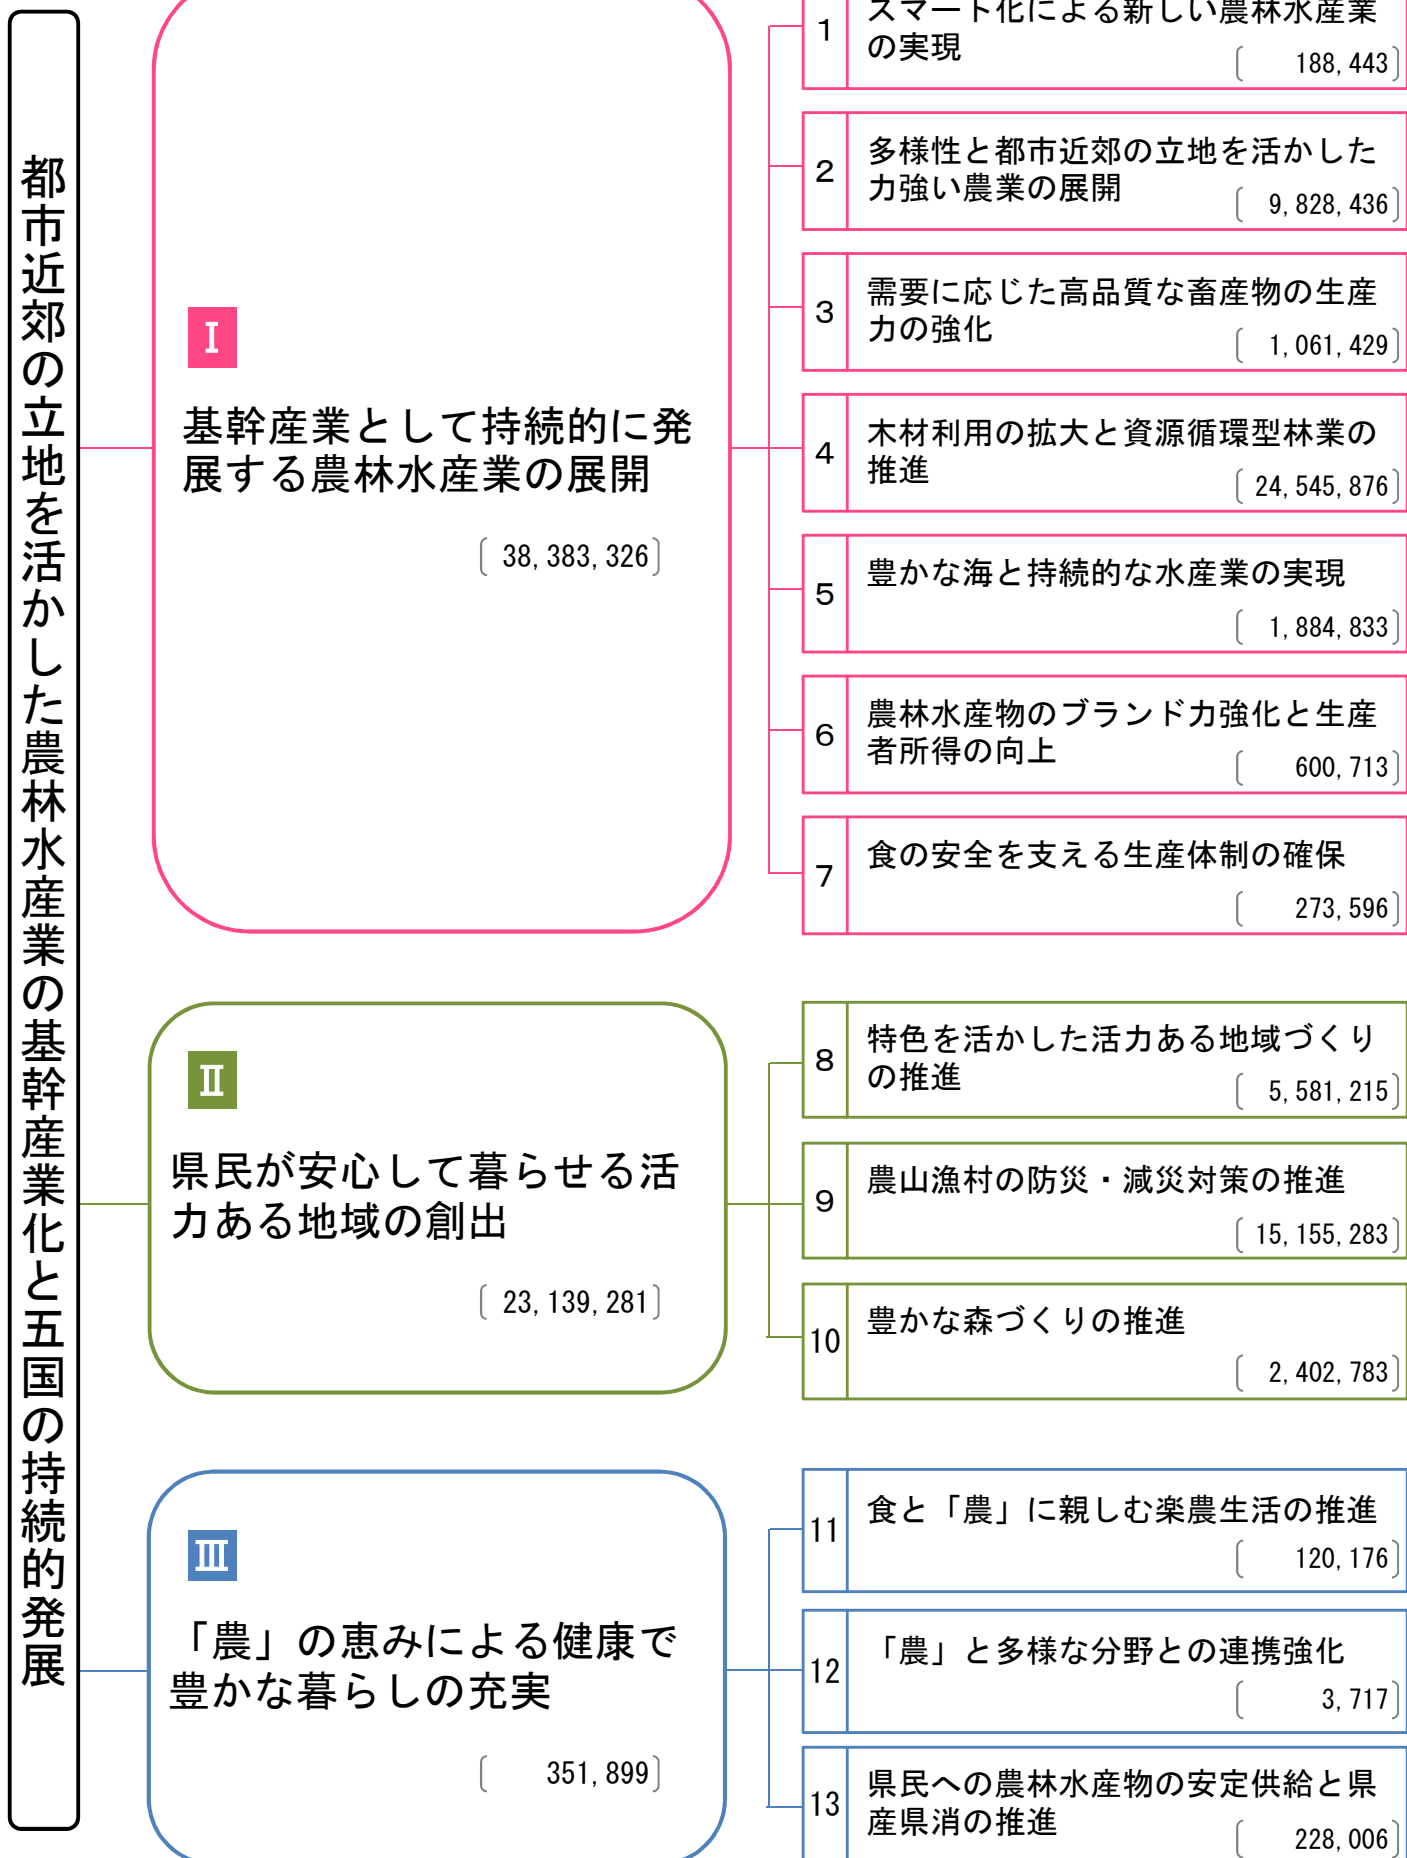 都市近郊の立地を活かした農林水産業の基幹産業化と五国の持続的発展
Ⅰ
基幹産業として持続的に発
展する農林水産業の展開
〔 38,383,326〕
1
スマート化による新しい農林水産業
の実現
〔 188,443〕
2
多様性と都市近郊の立地を活かした
力強い農業の展開
〔 9,828,436〕
3
需要に応じた高品質な畜産物の生産
力の強化
〔 1,061,429〕
4
木材利用の拡大と資源循環型林業の
推進
〔 24,545,876〕
5
豊かな海と持続的な水産業の実現
〔 1,884,833〕
6
農林水産物のブランド力強化と生産
者所得の向上
〔 600,713〕
7
食の安全を支える生産体制の確保
〔 273,596〕
Ⅱ
県民が安心して暮らせる活
力ある地域の創出
〔 23,139,281〕
8
特色を活かした活力ある地域づくり
の推進
〔 5,581,215〕
9
農山漁村の防災・減災対策の推進
〔 15,155,283〕
10
豊かな森づくりの推進
〔 2,402,783〕
Ⅲ
「農」の恵みによる健康で
豊かな暮らしの充実
〔 351,899〕
11
食と「農」に親しむ楽農生活の推進
〔 120,176〕
12
「農」と多様な分野との連携強化
〔 3,717〕
13
県民への農林水産物の安定供給と県
産県消の推進
〔 228,006〕